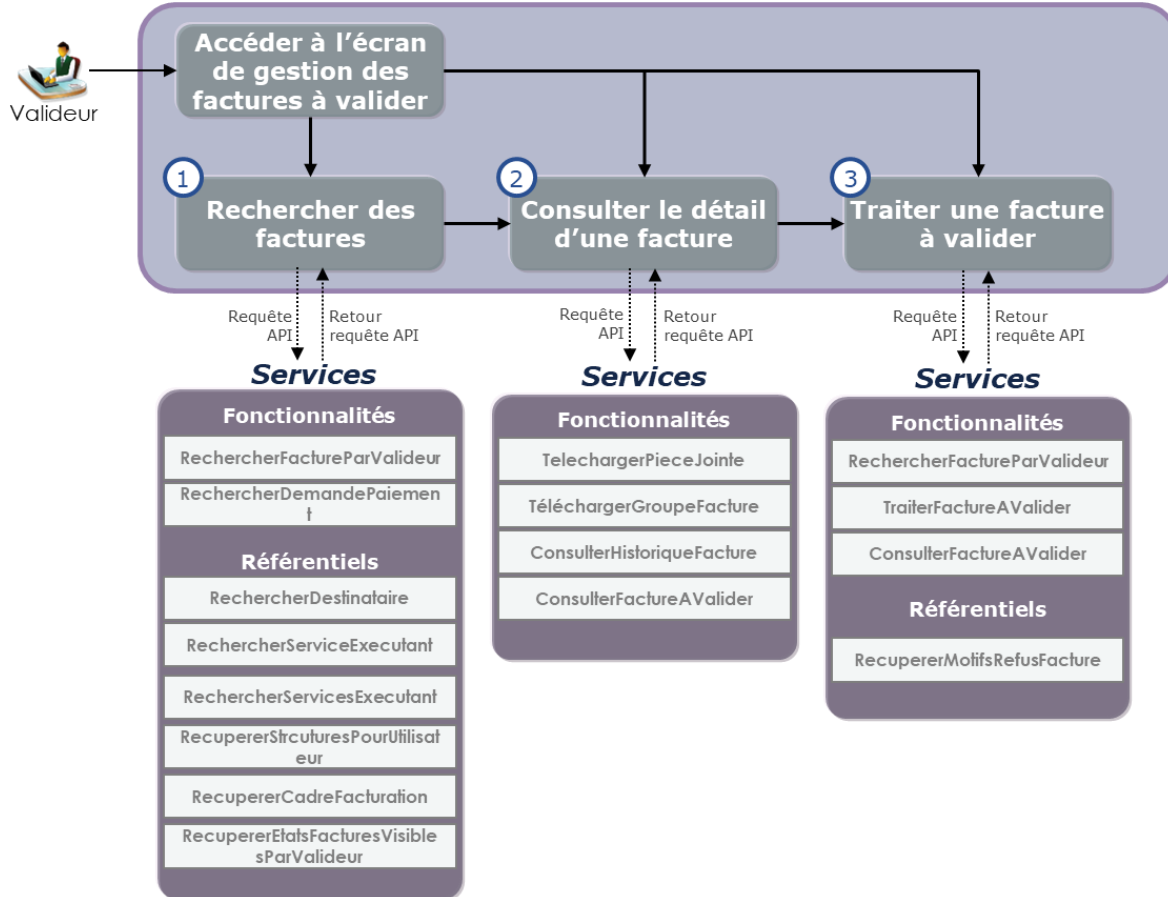 Accéder à l'écran
de gestion des
factures à valider
Valideur
1
Rechercher des
factures
2
Consulter le détail
d'une facture
3
Traiter une facture
à valider
Requête
API
Retour
requête API
Requête
API
Retour
requête API
Requête
API
Retour
requête API
Services
Fonctionnalités
RechercherFactureParValideur
RechercherDemandePaiemen
t
Référentiels
RechercherDestinataire
RechercherServiceExecutant
RechercherServicesExecutant
RecupererStrcuturesPourUtilisat
eur
RecupererCadreFacturation
RecupererEtatsFacturesVisible
sParValideur
Services
Fonctionnalités
TelechargerPieceJointe
TéléchargerGroupeFacture
ConsulterHistoriqueFacture
ConsulterFactureAValider
Services
Fonctionnalités
RechercherFactureParValideur
TraiterFactureAValider
ConsulterFactureAValider
Référentiels
RecupererMotifsRefusFacture